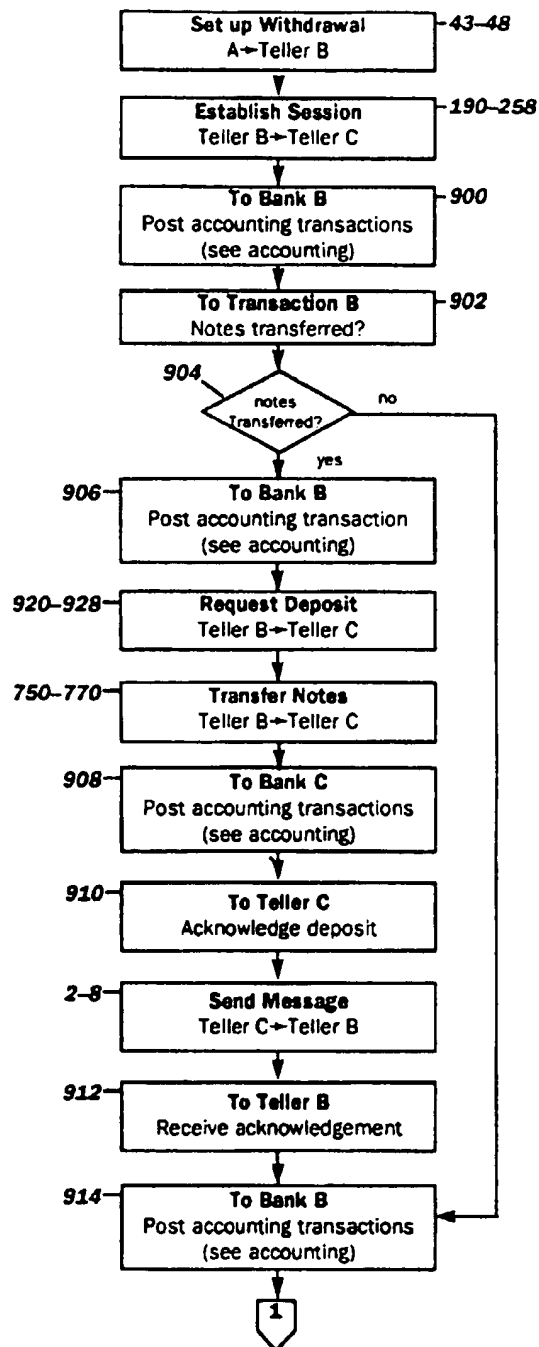 Set up Withdrawal
A→Teller B
43–48
Establish Session
Teller B→Teller C
190–258
To Bank B
Post accounting transactions
(see accounting)
900
To Transaction B
Notes transferred?
902
904
notes
Transferred?
no
yes
906
To Bank B
Post accounting transaction
(see accounting)
920–928
Request Deposit
Teller B→Teller C
750–770
Transfer Notes
Teller B→Teller C
908
To Bank C
Post accounting transactions
(see accounting)
910
To Teller C
Acknowledge deposit
2–8
Send Message
Teller C→Teller B
912
To Teller B
Receive acknowledgement
914
To Bank B
Post accounting transactions
(see accounting)
1